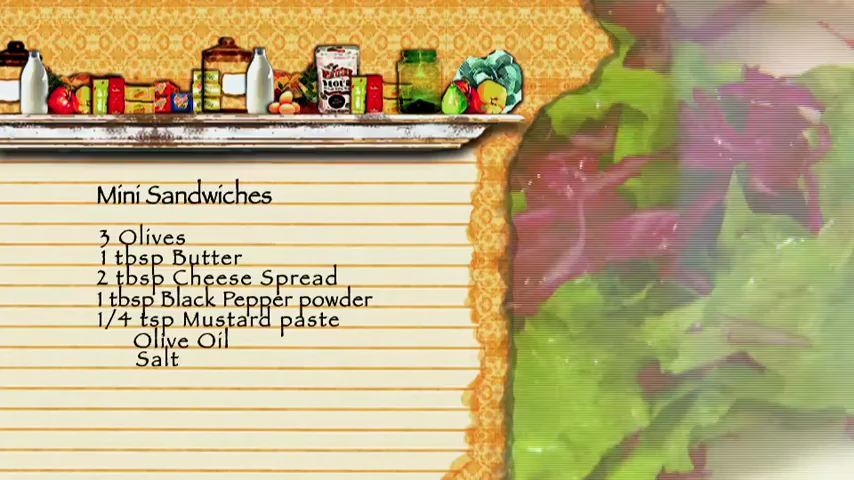 Mini Sandwiches
3 Olives
1 tbsp Butter
2 tbsp Cheese Spread
1 tbsp Black Pepper powder
1/4 tsp Mustard paste
Olive Oil
Salt